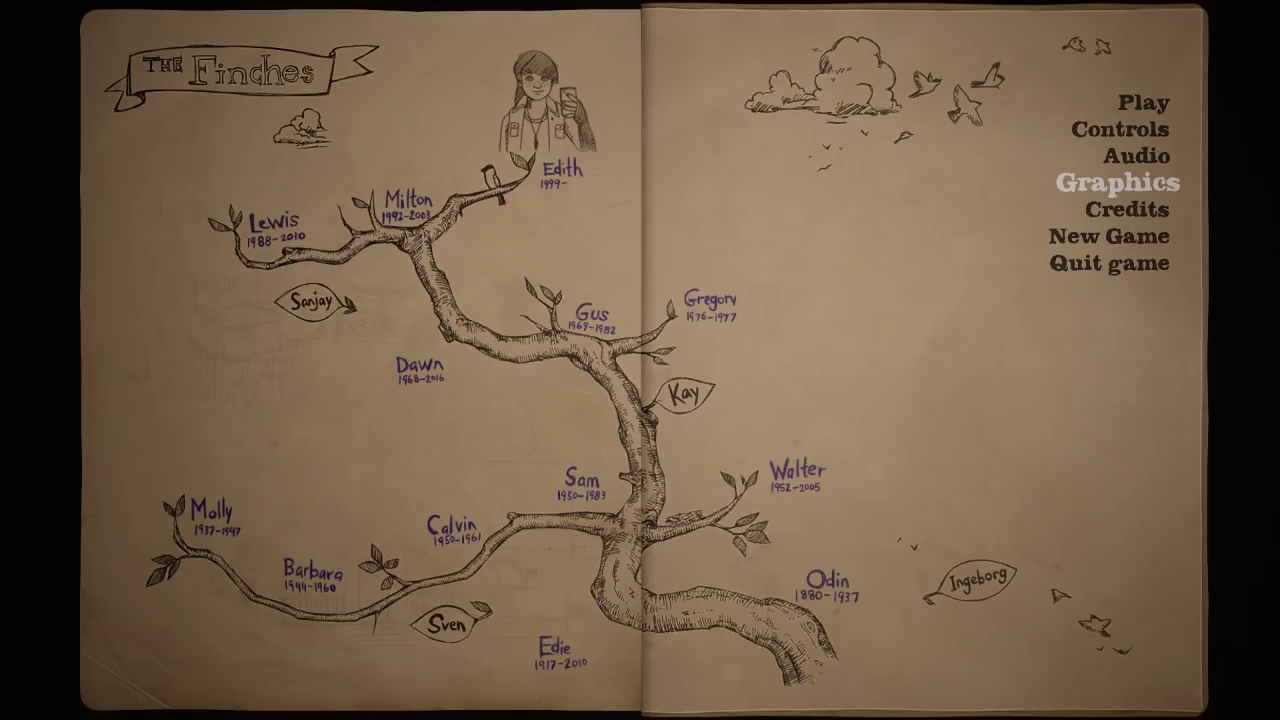 THE Finches
Edith
1999-
Milton
1992-2003
Lewis
1988-2010
Sanjay
Gus
1969-1982
Gregory
1976-1977
Dawn
1968-2016
Kay
Sam
1950-1983
Walter
1952-2005
Molly
1937-1947
Calvin
1950-1961
Barbara
1944-1960
Sven
Odin
1880-1937
Ingeborg
Edie
1917-2010
Play
Controls
Audio
Graphics
Credits
New Game
Quit game